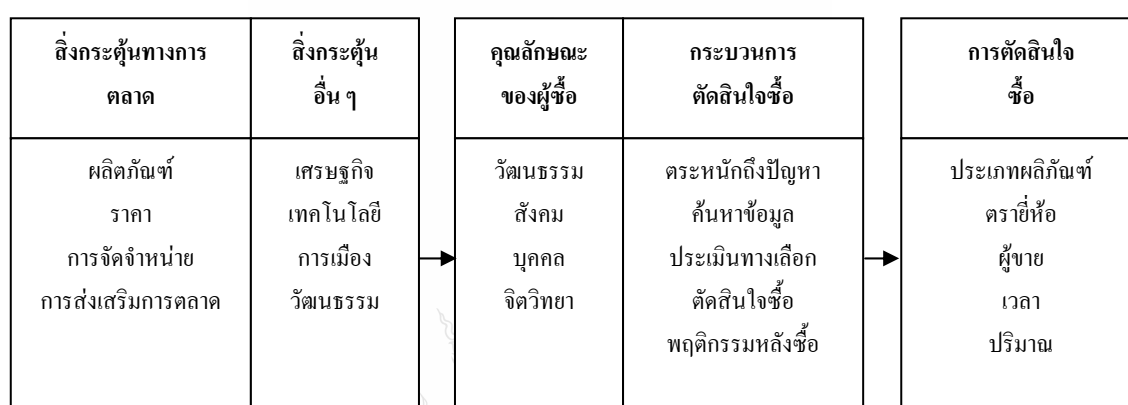 สิ่งกระตุ้นทางการ
ตลาด
ผลิตภัณฑ์
ราคา
การจัดจำหน่าย
การส่งเสริมการตลาด
สิ่งกระตุ้น
อื่น ๆ
เศรษฐกิจ
เทคโนโลยี
การเมือง
วัฒนธรรม
คุณลักษณะ
ของผู้ซื้อ
วัฒนธรรม
สังคม
บุคคล
จิตวิทยา
กระบวนการ
ตัดสินใจซื้อ
ตระหนักถึงปัญหา
ค้นหาข้อมูล
ประเมินทางเลือก
ตัดสินใจซื้อ
พฤติกรรมหลังซื้อ
การตัดสินใจ
ซื้อ
ประเภทผลิภัณฑ์
ตรายี่ห้อ
ผู้ขาย
เวลา
ปริมาณ